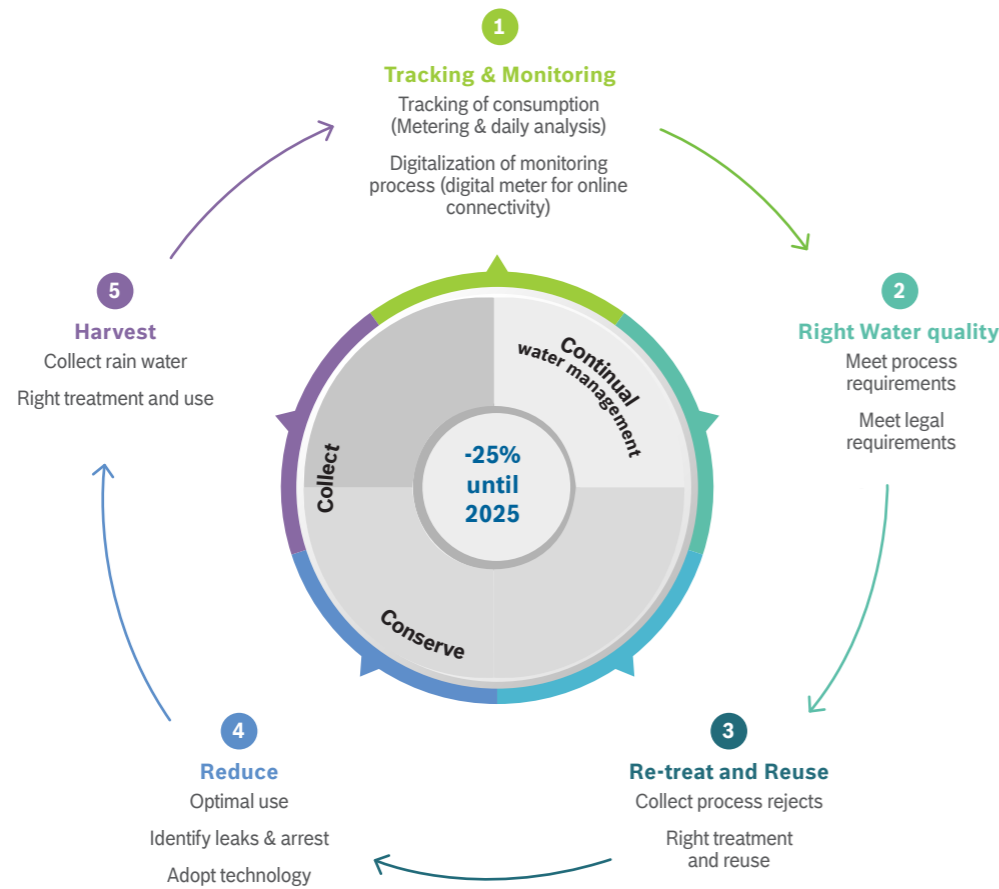 1
Tracking & Monitoring
Tracking of consumption
(Metering & daily analysis)
Digitalization of monitoring
process (digital meter for online
connectivity)
2
Right Water quality
Meet process
requirements
Meet legal
requirements
3
Re-treat and Reuse
Collect process rejects
Right treatment
and reuse
4
Reduce
Optimal use
Identify leaks & arrest
Adopt technology
5
Harvest
Collect rain water
Right treatment and use
Continual
water management
Collect
Conserve
-25%
until
2025